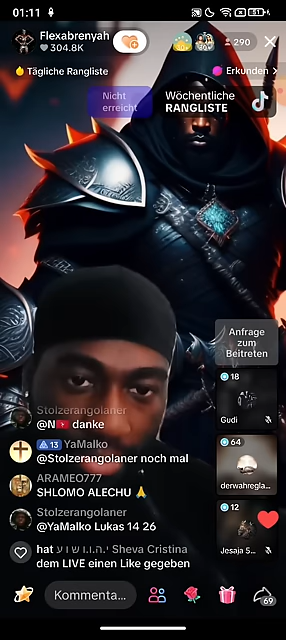 01:11
51
Flexabrenyah
304.8K
290
Tägliche Rangliste
Erkunden
Nicht
erreicht
Wöchentliche
RANGLISTE
Anfrage
zum
Beitreten
18
Gudi
64
derwahregla...
12
Jesaja 5...
Stolzerangolaner
@N🇲🇦 danke
13 YaMalko
@Stolzerangolaner noch mal
ARAMEO777
SHLOMO ALECHU 🙏
Stolzerangolaner
@YaMalko Lukas 14 26
hat י.ה.ו.ו. ש ו ע Sheva Cristina
dem LIVE einen Like gegeben
Kommenta...
69